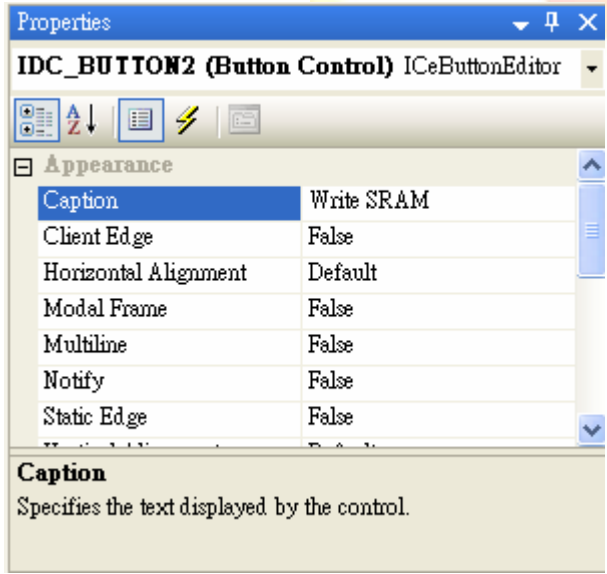 Properties
IDC_BUTTON2 (Button Control) ICeButtonEditor
Appearance
Caption Write SRAM
Client Edge False
Horizontal Alignment Default
Modal Frame False
Multiline False
Notify False
Static Edge False
Caption
Specifies the text displayed by the control.